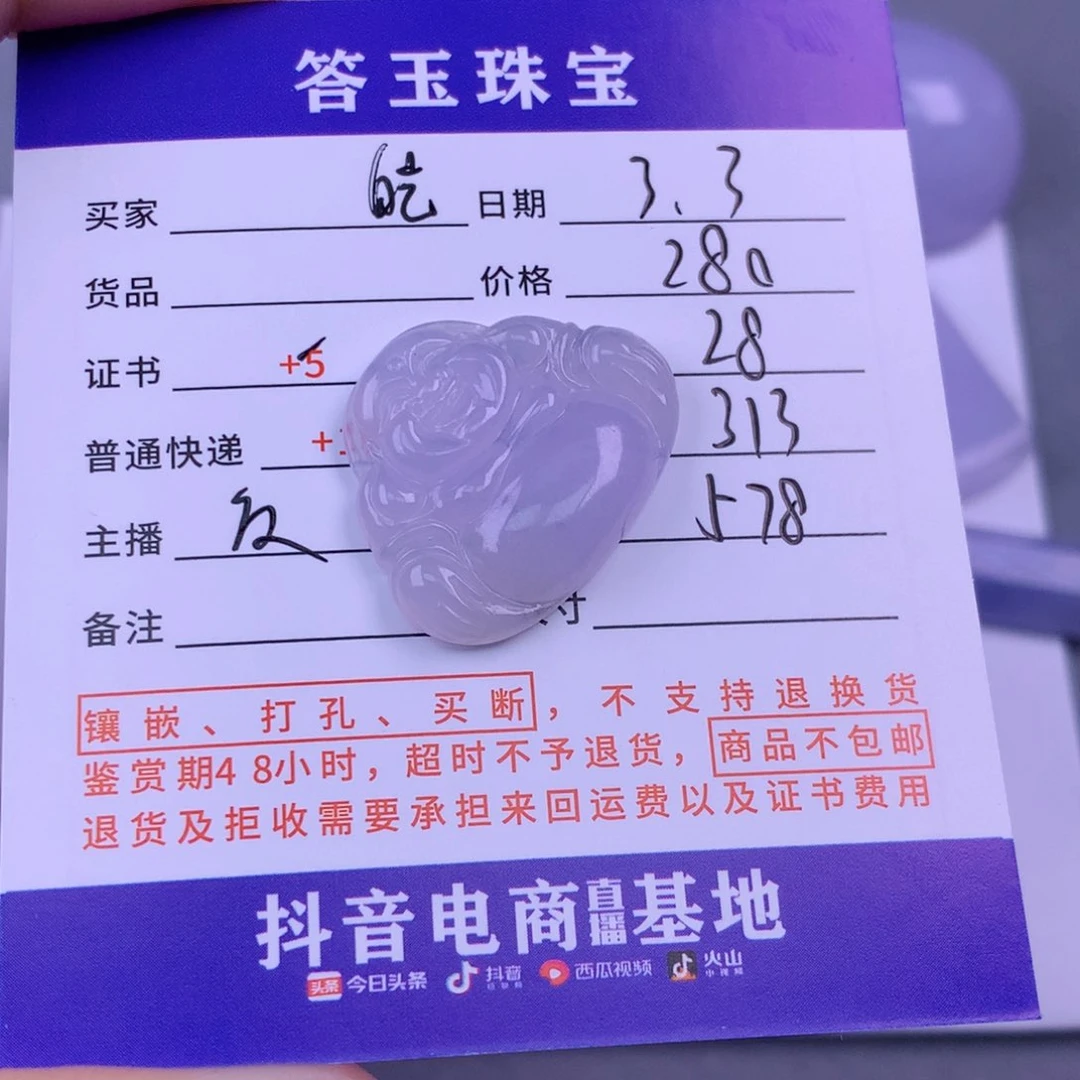 答玉珠宝
买家 日期 3.3
货品 价格 280
证书 +5 28
普通快递 313
主播 578
备注
镶嵌、打孔、买断，不支持退换货
鉴赏期48小时，超时不予退货，商品不包邮
退货及拒收需要承担来回运费以及证书费用
抖音电商直播基地
头条 今日头条 抖音 西瓜视频 火山